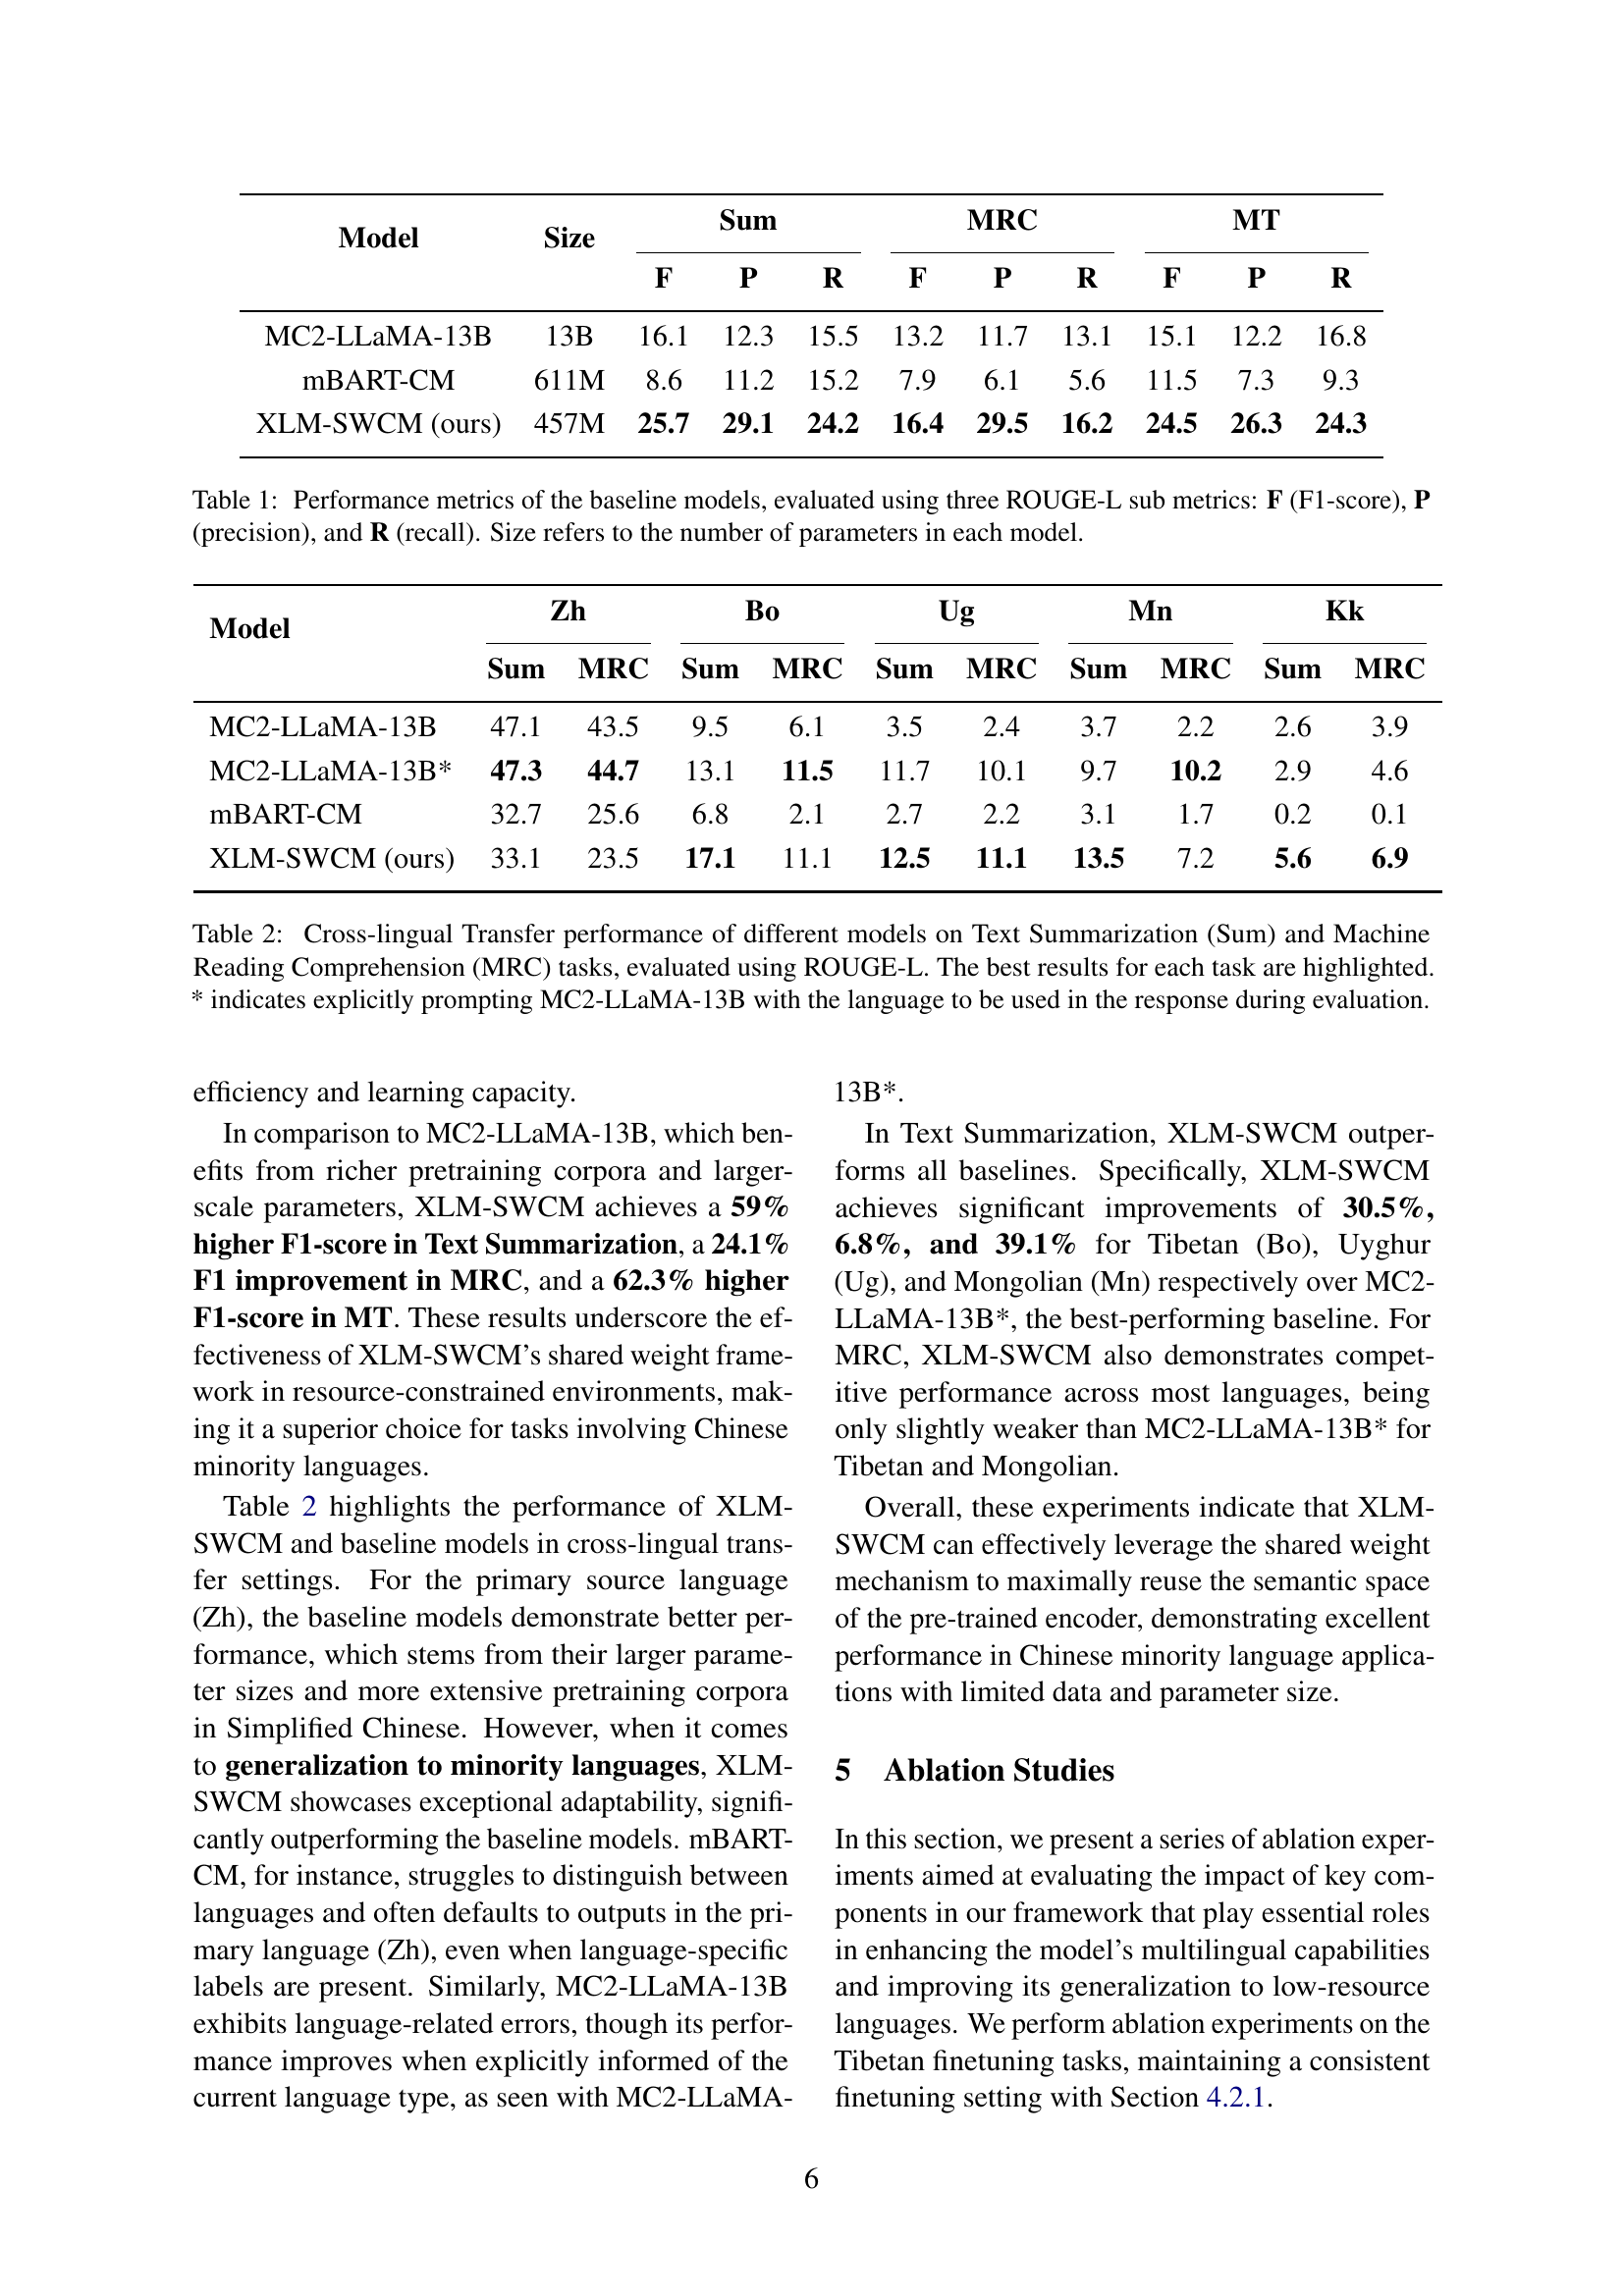 Model Size Sum MRC MT
F P R F P R F P R
MC2-LLaMA-13B 13B 16.1 12.3 15.5 13.2 11.7 13.1 15.1 12.2 16.8
mBART-CM 611M 8.6 11.2 15.2 7.9 6.1 5.6 11.5 7.3 9.3
XLM-SWCM (ours) 457M 25.7 29.1 24.2 16.4 29.5 16.2 24.5 26.3 24.3
Table 1: Performance metrics of the baseline models, evaluated using three ROUGE-L sub metrics: F (F1-score), P
(precision), and R (recall). Size refers to the number of parameters in each model.
Model Zh Bo Ug Mn Kk
Sum MRC Sum MRC Sum MRC Sum MRC Sum MRC
MC2-LLaMA-13B 47.1 43.5 9.5 6.1 3.5 2.4 3.7 2.2 2.6 3.9
MC2-LLaMA-13B* 47.3 44.7 13.1 11.5 11.7 10.1 9.7 10.2 2.9 4.6
mBART-CM 32.7 25.6 6.8 2.1 2.7 2.2 3.1 1.7 0.2 0.1
XLM-SWCM (ours) 33.1 23.5 17.1 11.1 12.5 11.1 13.5 7.2 5.6 6.9
Table 2: Cross-lingual Transfer performance of different models on Text Summarization (Sum) and Machine
Reading Comprehension (MRC) tasks, evaluated using ROUGE-L. The best results for each task are highlighted.
* indicates explicitly prompting MC2-LLaMA-13B with the language to be used in the response during evaluation.
efficiency and learning capacity.
In comparison to MC2-LLaMA-13B, which ben-
efits from richer pretraining corpora and larger-
scale parameters, XLM-SWCM achieves a 59%
higher F1-score in Text Summarization, a 24.1%
F1 improvement in MRC, and a 62.3% higher
F1-score in MT. These results underscore the ef-
fectiveness of XLM-SWCM's shared weight frame-
work in resource-constrained environments, mak-
ing it a superior choice for tasks involving Chinese
minority languages.
Table 2 highlights the performance of XLM-
SWCM and baseline models in cross-lingual trans-
fer settings. For the primary source language
(Zh), the baseline models demonstrate better per-
formance, which stems from their larger parame-
ter sizes and more extensive pretraining corpora
in Simplified Chinese. However, when it comes
to generalization to minority languages, XLM-
SWCM showcases exceptional adaptability, signifi-
cantly outperforming the baseline models. mBART-
CM, for instance, struggles to distinguish between
languages and often defaults to outputs in the pri-
mary language (Zh), even when language-specific
labels are present. Similarly, MC2-LLaMA-13B
exhibits language-related errors, though its perfor-
mance improves when explicitly informed of the
current language type, as seen with MC2-LLaMA-
13B*.
In Text Summarization, XLM-SWCM outper-
forms all baselines. Specifically, XLM-SWCM
achieves significant improvements of 30.5%,
6.8%, and 39.1% for Tibetan (Bo), Uyghur
(Ug), and Mongolian (Mn) respectively over MC2-
LLaMA-13B*, the best-performing baseline. For
MRC, XLM-SWCM also demonstrates compet-
itive performance across most languages, being
only slightly weaker than MC2-LLaMA-13B* for
Tibetan and Mongolian.
Overall, these experiments indicate that XLM-
SWCM can effectively leverage the shared weight
mechanism to maximally reuse the semantic space
of the pre-trained encoder, demonstrating excellent
performance in Chinese minority language applica-
tions with limited data and parameter size.
5 Ablation Studies
In this section, we present a series of ablation exper-
iments aimed at evaluating the impact of key com-
ponents in our framework that play essential roles
in enhancing the model's multilingual capabilities
and improving its generalization to low-resource
languages. We perform ablation experiments on the
Tibetan finetuning tasks, maintaining a consistent
finetuning setting with Section 4.2.1.
6